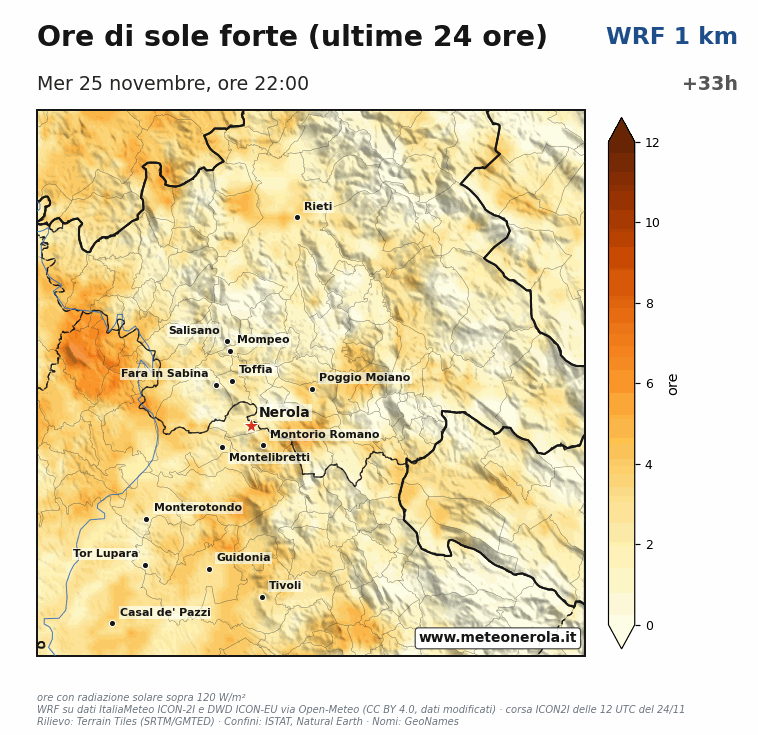 Ore di sole forte (ultime 24 ore)
WRF 1 km
Mer 25 novembre, ore 22:00
+33h
12
10
8
6
4
2
0
ore
Rieti
Salisano
Mompeo
Toffia
Fara in Sabina
Poggio Moiano
Nerola
Montorio Romano
Montelibretti
Monterotondo
Tor Lupara
Guidonia
Tivoli
Casal de' Pazzi
www.meteonerola.it
ore con radiazione solare sopra 120 W/m²
WRF su dati ItaliaMeteo ICON-2I e DWD ICON-EU via Open-Meteo (CC BY 4.0, dati modificati) · corsa ICON2I delle 12 UTC del 24/11
Rilievo: Terrain Tiles (SRTM/GMTED) · Confini: ISTAT, Natural Earth · Nomi: GeoNames